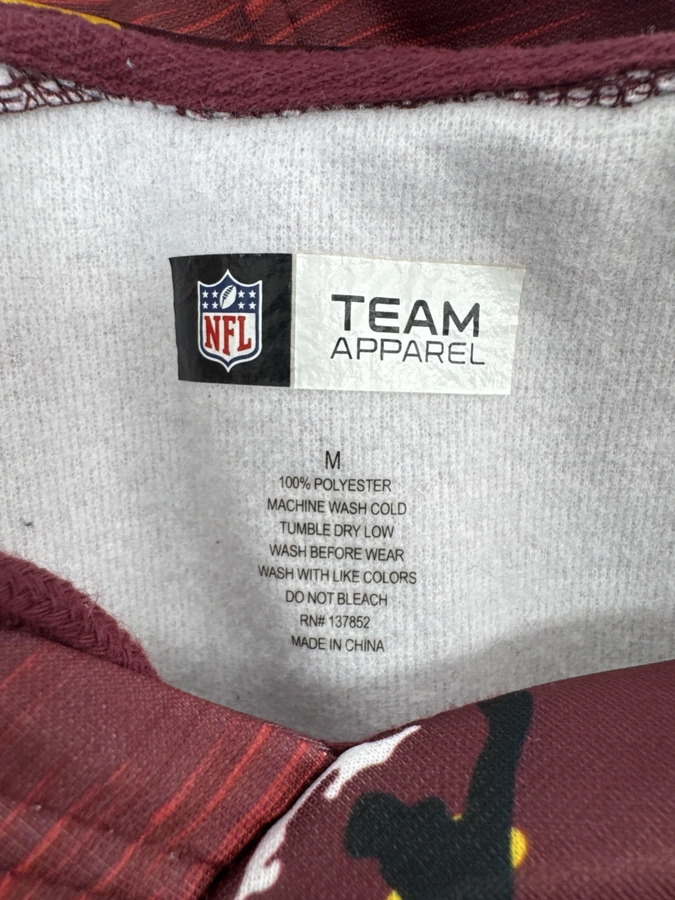 NFL
TEAM
APPAREL
M
100% POLYESTER
MACHINE WASH COLD
TUMBLE DRY LOW
WASH BEFORE WEAR
WASH WITH LIKE COLORS
DO NOT BLEACH
RN# 137852
MADE IN CHINA